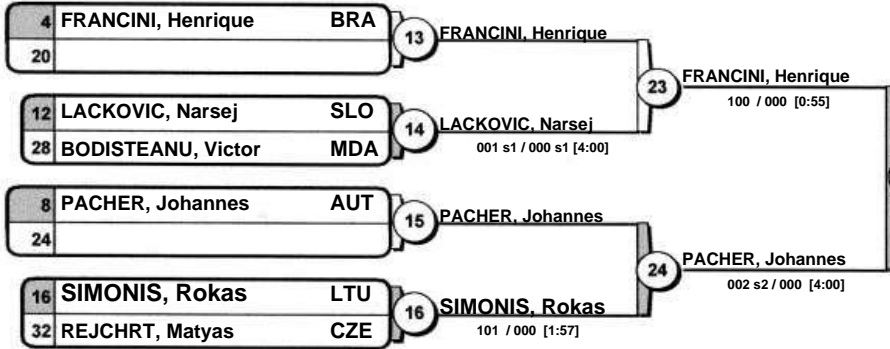 4 FRANCINI, Henrique BRA
20
13
FRANCINI, Henrique
12 LACKOVIC, Narsej SLO
28 BODISTEANU, Victor MDA
14
LACKOVIC, Narsej
001 s1 / 000 s1 [4:00]
23
FRANCINI, Henrique
100 / 000 [0:55]
8 PACHER, Johannes AUT
24
15
PACHER, Johannes
16 SIMONIS, Rokas LTU
32 REJCHRT, Matyas CZE
16
SIMONIS, Rokas
101 / 000 [1:57]
24
PACHER, Johannes
002 s2 / 000 [4:00]